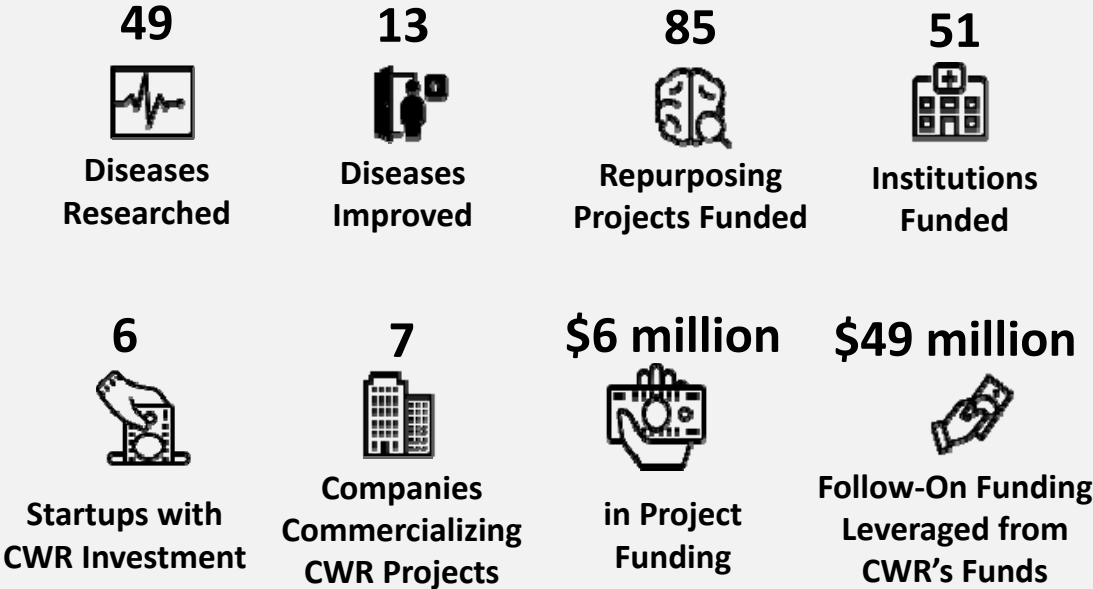 49
Diseases
Researched
13
Diseases
Improved
85
Repurposing
Projects Funded
51
Institutions
Funded
6
Startups with
CWR Investment
7
Companies
Commercializing
CWR Projects
$6 million
in Project
Funding
$49 million
Follow-On Funding
Leveraged from
CWR's Funds